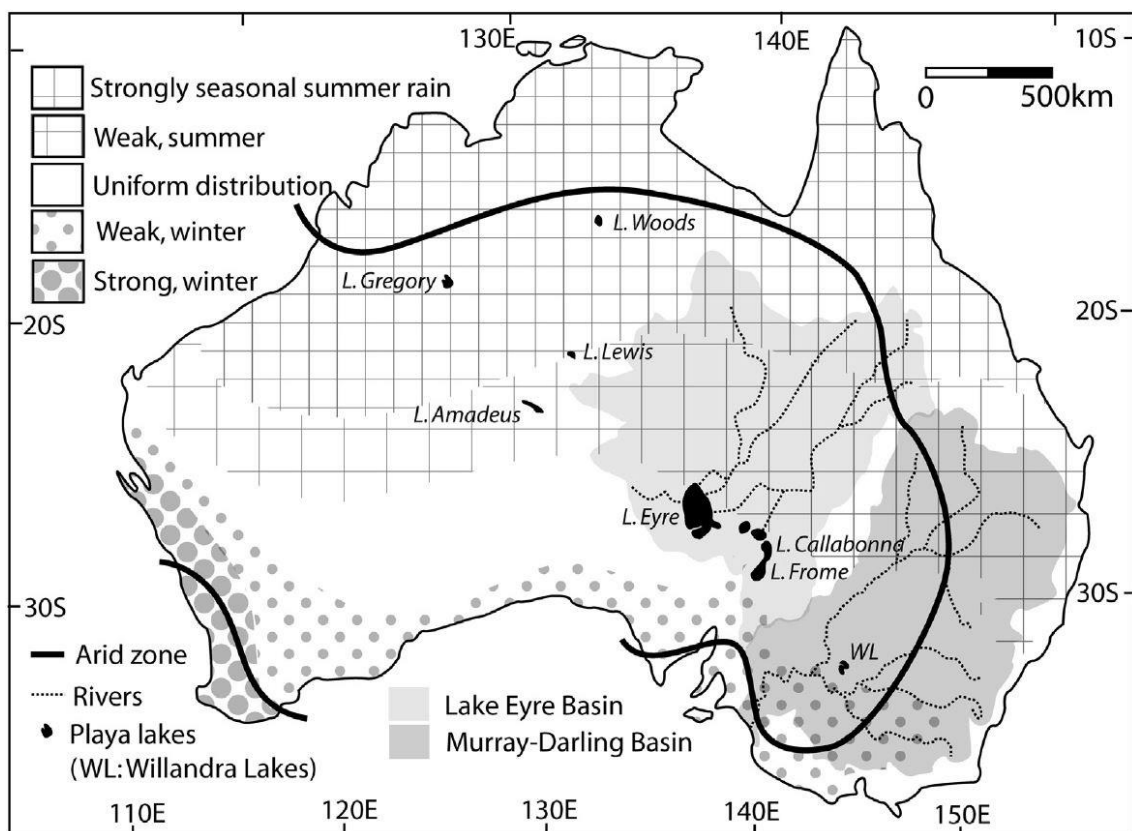 130E
140E
10S
Strongly seasonal summer rain
0 500km
Weak, summer
Uniform distribution
Weak, winter
L. Woods
Strong, winter
L. Gregory
20S
20S
L. Lewis
L. Amadeus
L. Eyre
L. Callabonna
L. Frome
30S
30S
Arid zone
WL
Rivers
Lake Eyre Basin
Playa lakes
Murray-Darling Basin
(WL: Willandra Lakes)
110E
120E
130E
140E
150E